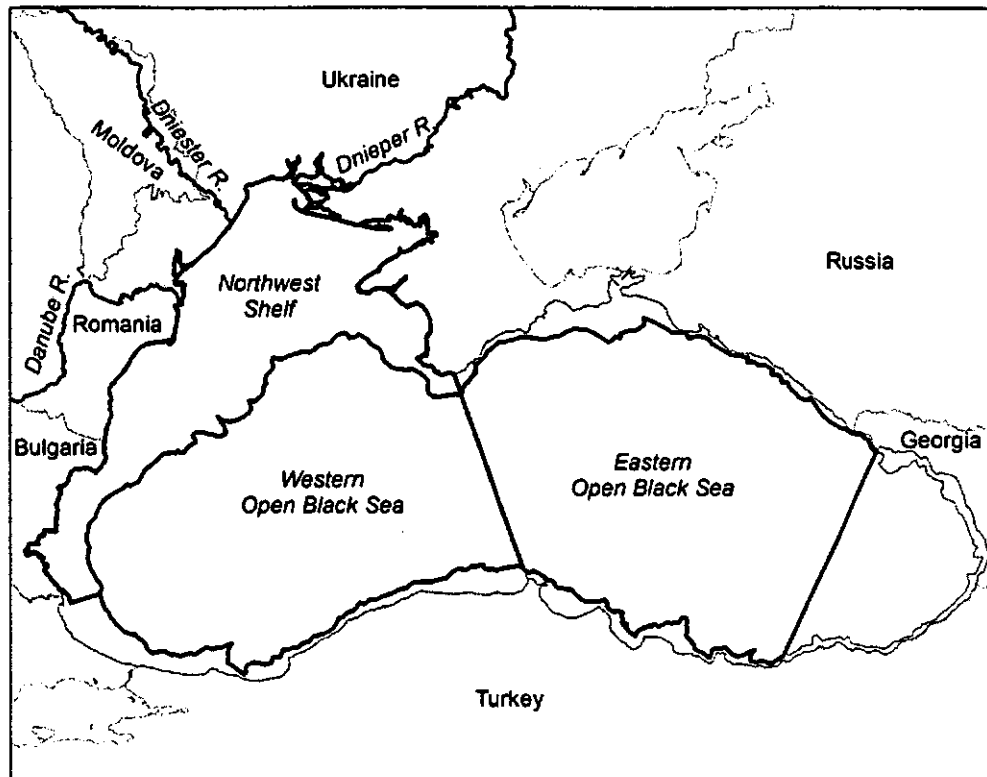 Ukraine
Dniester R.
Moldova
Dnieper R.
Russia
Northwest
Shelf
Danube R.
Romania
Bulgaria
Georgia
Western
Open Black Sea
Eastern
Open Black Sea
Turkey